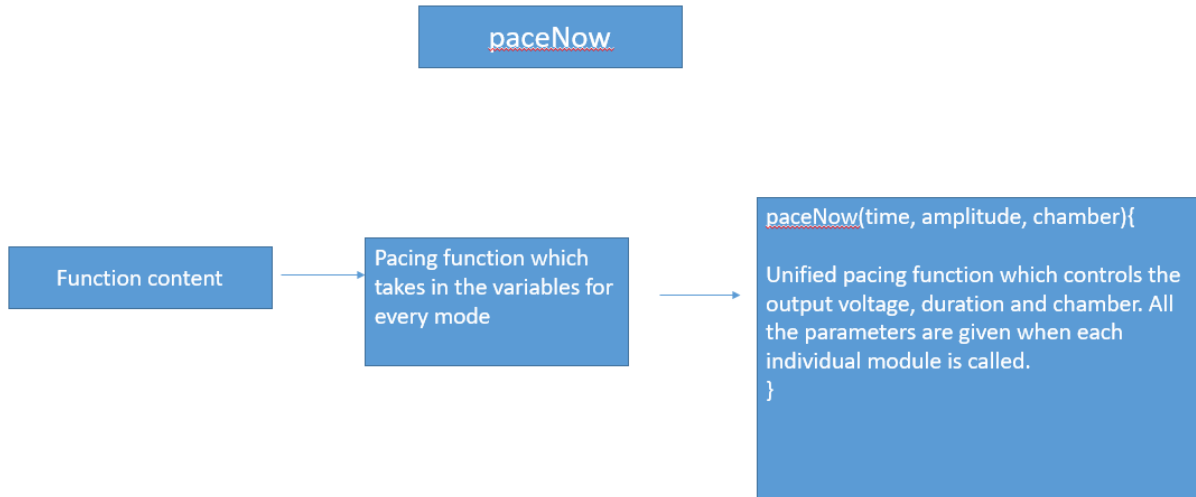 paceNow
Function content
Pacing function which
takes in the variables for
every mode
paceNow(time, amplitude, chamber){
Unified pacing function which controls the
output voltage, duration and chamber. All
the parameters are given when each
individual module is called.
}